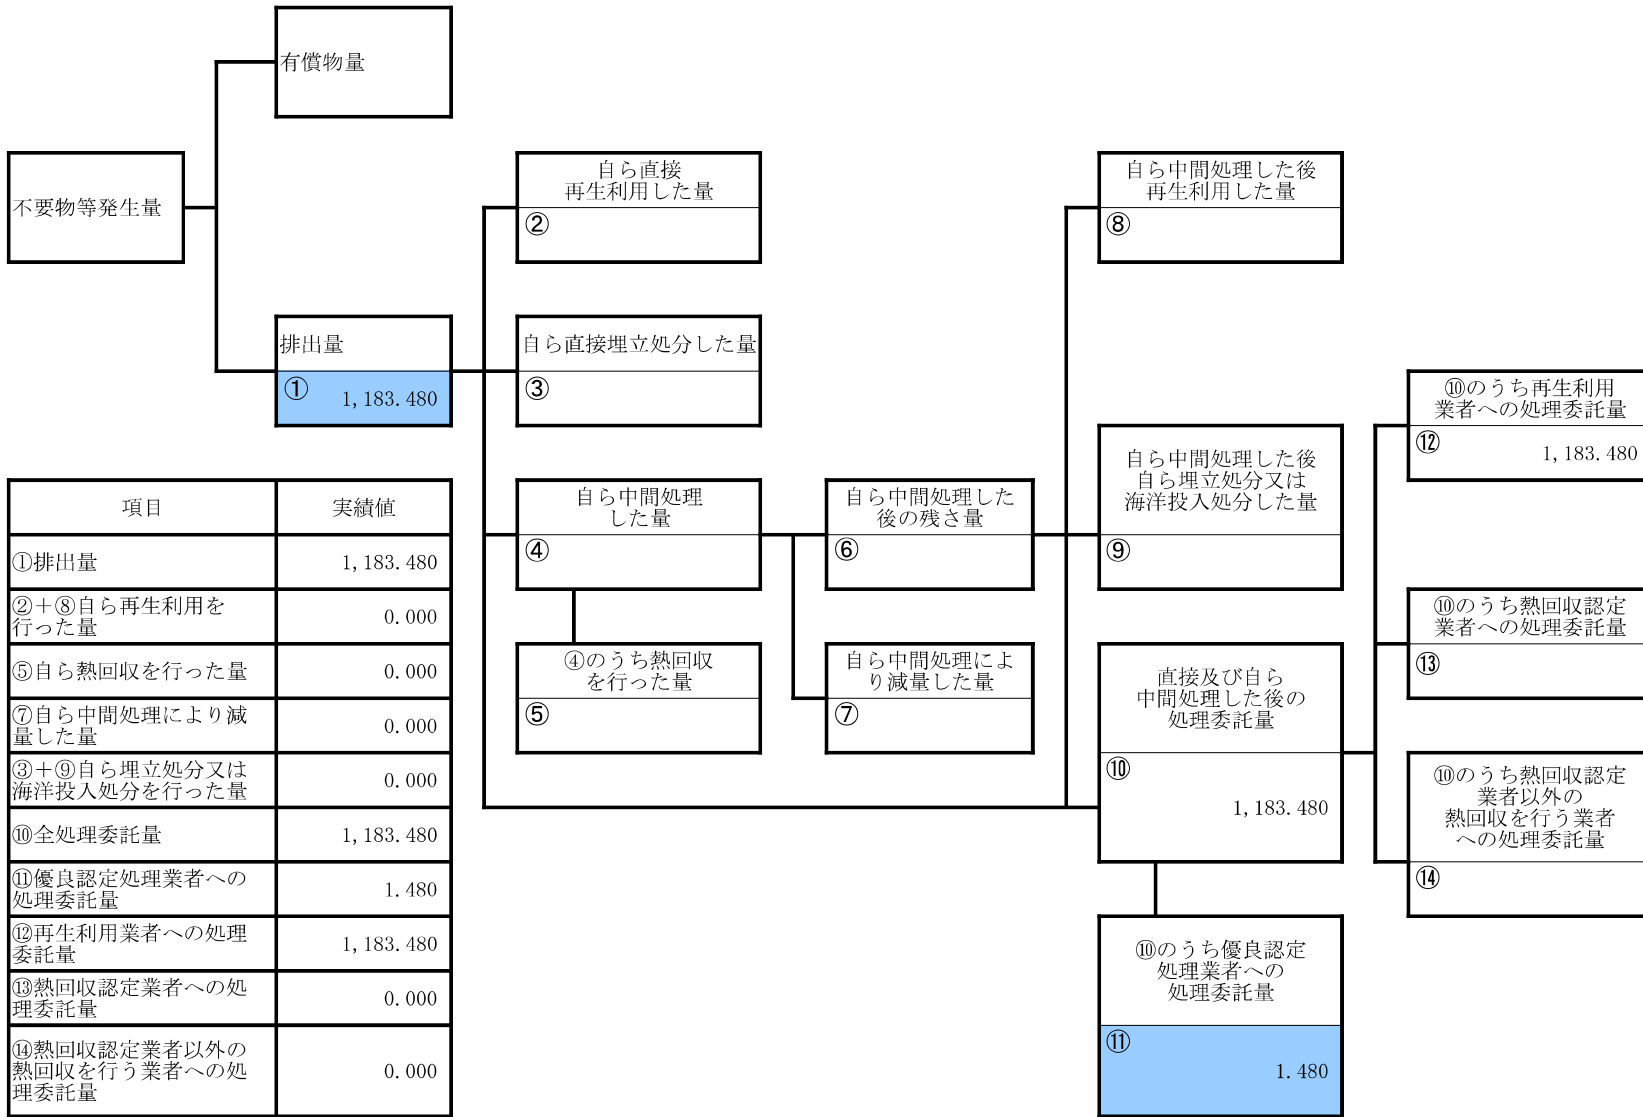 有償物量
不要物等発生量
自ら直接
再生利用した量
②
自ら中間処理した後
再生利用した量
⑧
排出量
① 1,183.480
自ら直接埋立処分した量
③
⑩のうち再生利用
業者への処理委託量
⑫ 1,183.480
自ら中間処理
した量
④
自ら中間処理した
後の残さ量
⑥
自ら中間処理した後
自ら埋立処分又は
海洋投入処分した量
⑨
⑩のうち熱回収認定
業者への処理委託量
⑬
④のうち熱回収
を行った量
⑤
自ら中間処理によ
り減量した量
⑦
直接及び自ら
中間処理した後の
処理委託量
⑩
1,183.480
⑩のうち熱回収認定
業者以外の
熱回収を行う業者
への処理委託量
⑭
⑩のうち優良認定
処理業者への
処理委託量
⑪
1.480
項目 実績値
①排出量 1,183.480
②＋⑧自ら再生利用を
行った量 0.000
⑤自ら熱回収を行った量 0.000
⑦自ら中間処理により減
量した量 0.000
③＋⑨自ら埋立処分又は
海洋投入処分を行った量 0.000
⑩全処理委託量 1,183.480
⑪優良認定処理業者への
処理委託量 1.480
⑫再生利用業者への処理
委託量 1,183.480
⑬熱回収認定業者への処
理委託量 0.000
⑭熱回収認定業者以外の
熱回収を行う業者への処
理委託量 0.000